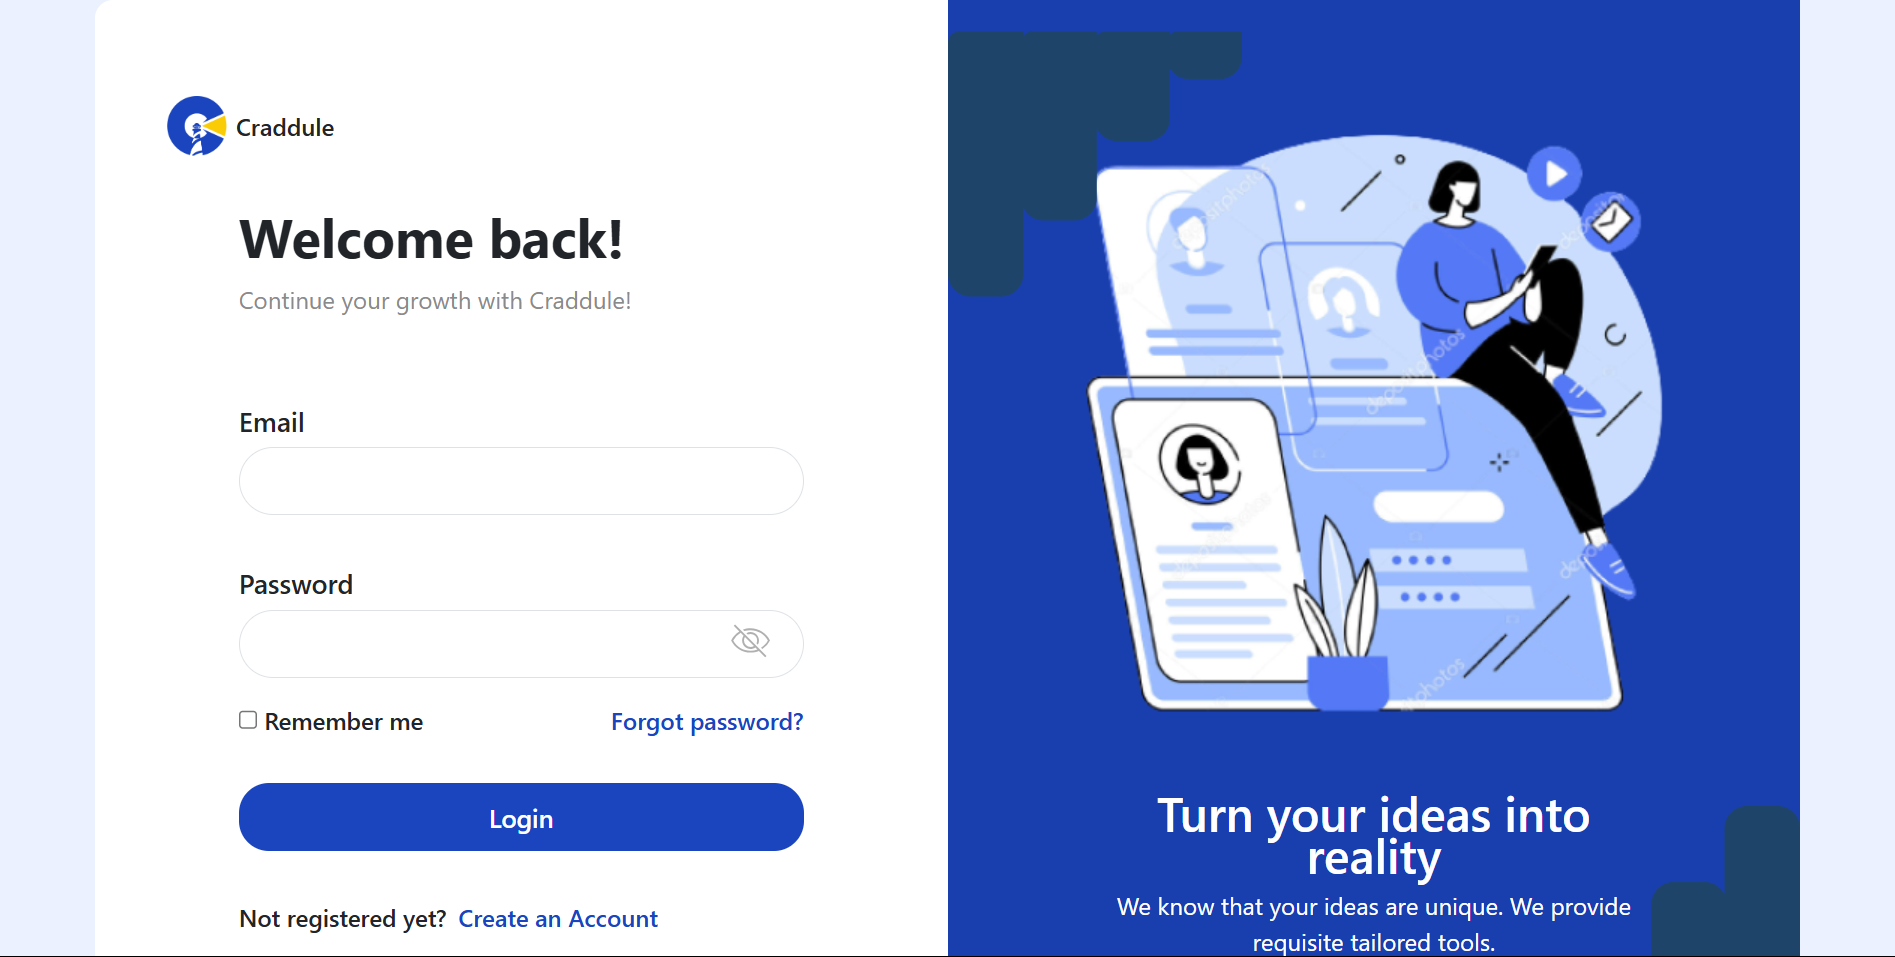 Craddule
Welcome back!
Continue your growth with Craddule!
Email
Password
Remember me
Forgot password?
Login
Not registered yet? Create an Account
depositphotos
depositphotos
Turn your ideas into
reality
We know that your ideas are unique. We provide
requisite tailored tools.